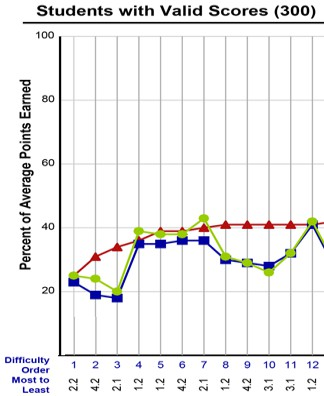 Students with Valid Scores (300)
Percent of Average Points Earned
100
80
60
40
20
Difficulty
Order
Most to
Least
1 2 3 4 5 6 7 8 9 10 11 12
2.2 4.2 2.1 1.2 1.2 4.2 2.1 1.2 4.2 3.1 3.1 1.2